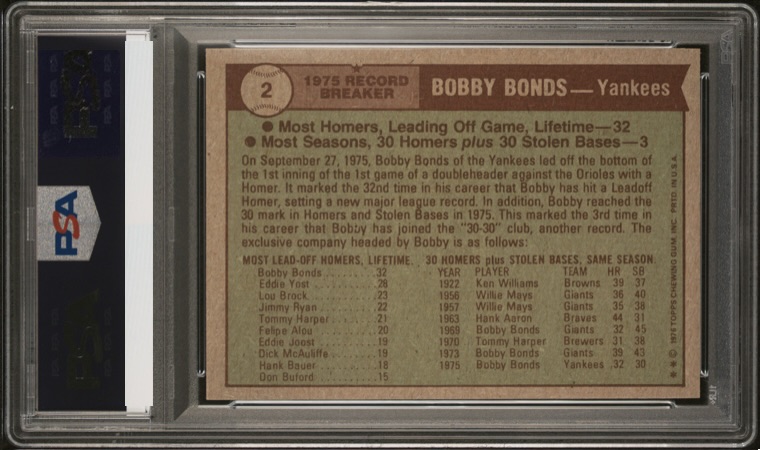 PSA
2
1975 RECORD
BREAKER
BOBBY BONDS — Yankees
● Most Homers, Leading Off Game, Lifetime—32
● Most Seasons, 30 Homers plus 30 Stolen Bases—3
On September 27, 1975, Bobby Bonds of the Yankees led off the bottom of
the 1st inning of the 1st game of a doubleheader against the Orioles with a
Homer. It marked the 32nd time in his career that Bobby has hit a Leadoff
Homer, setting a new major league record. In addition, Bobby reached the
30 mark in Homers and Stolen Bases in 1975. This marked the 3rd time in
his career that Bobby has joined the "30-30" club, another record. The
exclusive company headed by Bobby is as follows:
MOST LEAD-OFF HOMERS, LIFETIME
Bobby Bonds ........ 32
Eddie Yost ........ 28
Lou Brock ........ 23
Jimmy Ryan ........ 22
Tommy Harper ........ 21
Felipe Alou ........ 20
Eddie Joost ........ 19
Dick McAuliffe ........ 19
Hank Bauer ........ 18
Don Buford ........ 15
30 HOMERS plus STOLEN BASES, SAME SEASON
YEAR PLAYER TEAM HR SB
1922 Ken Williams Browns 39 37
1956 Willie Mays Giants 36 40
1957 Willie Mays Giants 35 38
1963 Hank Aaron Braves 44 31
1969 Bobby Bonds Giants 32 45
1970 Tommy Harper Brewers 31 38
1973 Bobby Bonds Giants 39 43
1975 Bobby Bonds Yankees 32 30
★ ★ © 1976 TOPPS CHEWING GUM, INC. PRTD. IN U.S.A.